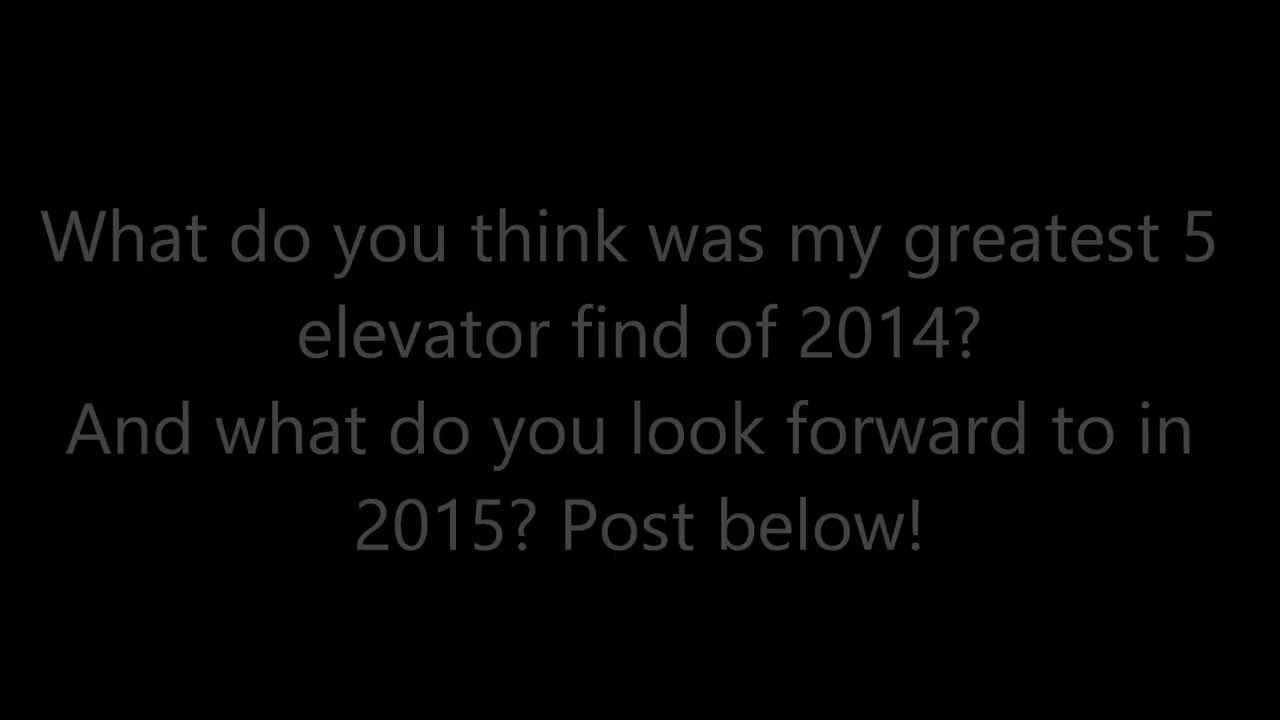 What do you think was my greatest 5
elevator find of 2014?
And what do you look forward to in
2015? Post below!